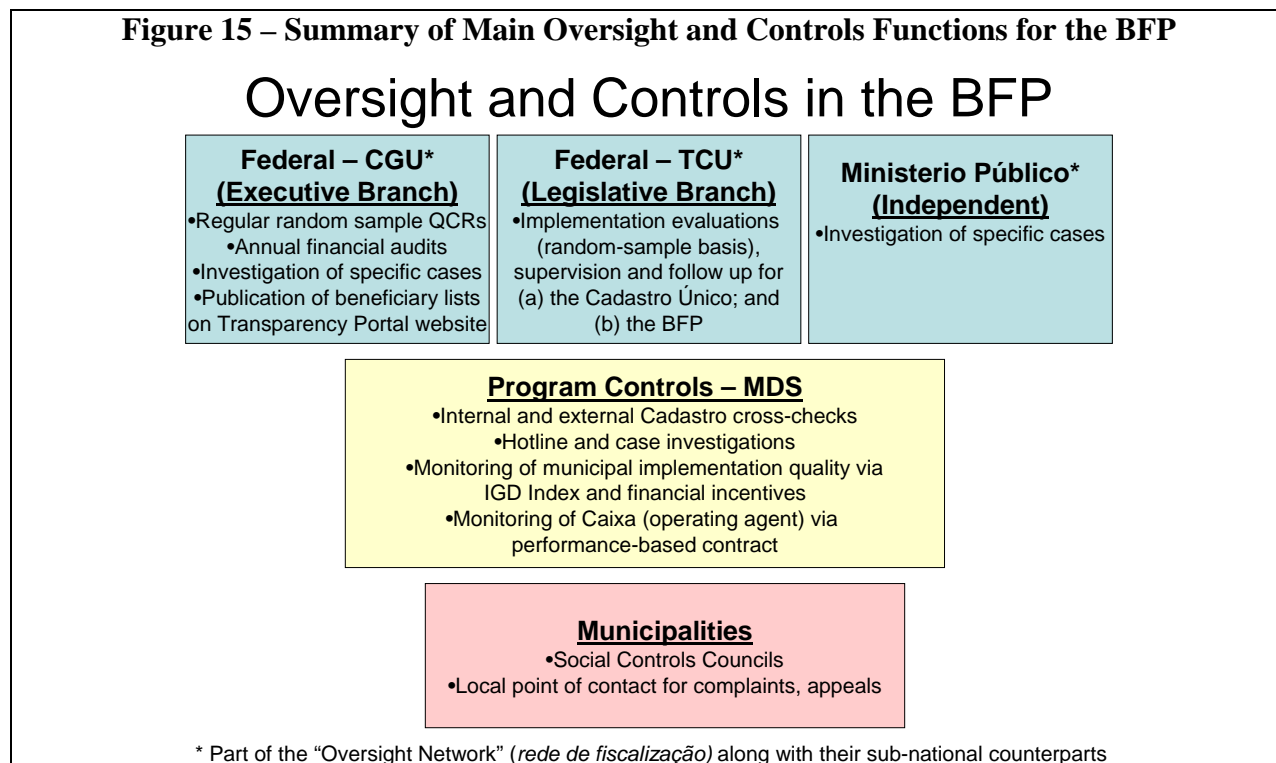 Figure 15 – Summary of Main Oversight and Controls Functions for the BFP
Oversight and Controls in the BFP
Federal – CGU*
(Executive Branch)
•Regular random sample QCRs
•Annual financial audits
•Investigation of specific cases
•Publication of beneficiary lists
on Transparency Portal website
Federal – TCU*
(Legislative Branch)
•Implementation evaluations
(random-sample basis),
supervision and follow up for
(a) the Cadastro Único; and
(b) the BFP
Ministerio Público*
(Independent)
•Investigation of specific cases
Program Controls – MDS
•Internal and external Cadastro cross-checks
•Hotline and case investigations
•Monitoring of municipal implementation quality via
IGD Index and financial incentives
•Monitoring of Caixa (operating agent) via
performance-based contract
Municipalities
•Social Controls Councils
•Local point of contact for complaints, appeals
* Part of the “Oversight Network” (rede de fiscalização) along with their sub-national counterparts